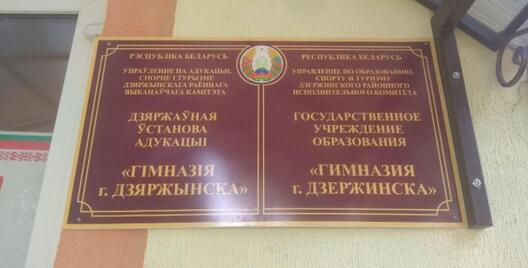 РЭСПУБЛІКА БЕЛАРУСЬ
УПРАЎЛЕННЕ ПА АДУКАЦЫІ,
СПОРЦЕ І ТУРЫЗМЕ
ДЗЯРЖЫНСКАГА РАЁННАГА
ВЫКАНАЎЧАГА КАМІТЭТА
ДЗЯРЖАЎНАЯ
ЎСТАНОВА
АДУКАЦЫІ
«ГІМНАЗІЯ
г. ДЗЯРЖЫНСКА»
РЕСПУБЛИКА БЕЛАРУСЬ
УПРАВЛЕНИЕ ПО ОБРАЗОВАНИЮ,
СПОРТУ И ТУРИЗМУ
ДЗЕРЖИНСКОГО РАЙОННОГО
ИСПОЛНИТЕЛЬНОГО КОМИТЕТА
ГОСУДАРСТВЕННОЕ
УЧРЕЖДЕНИЕ
ОБРАЗОВАНИЯ
«ГИМНАЗИЯ
г. ДЗЕРЖИНСКА»